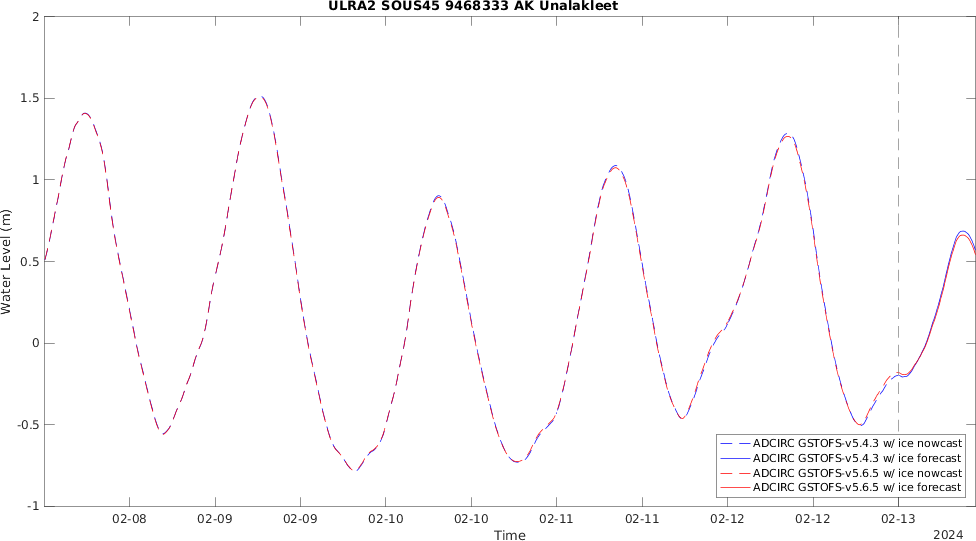 ULRA2 SOUS45 9468333 AK Unalakleet
2
1.5
1
0.5
0
-0.5
-1
Water Level (m)
ADCIRC GSTOFS-v5.4.3 w/ ice nowcast
ADCIRC GSTOFS-v5.4.3 w/ ice forecast
ADCIRC GSTOFS-v5.6.5 w/ ice nowcast
ADCIRC GSTOFS-v5.6.5 w/ ice forecast
02-08 02-09 02-09 02-10 02-10 02-11 02-11 02-12 02-12 02-13
Time
2024